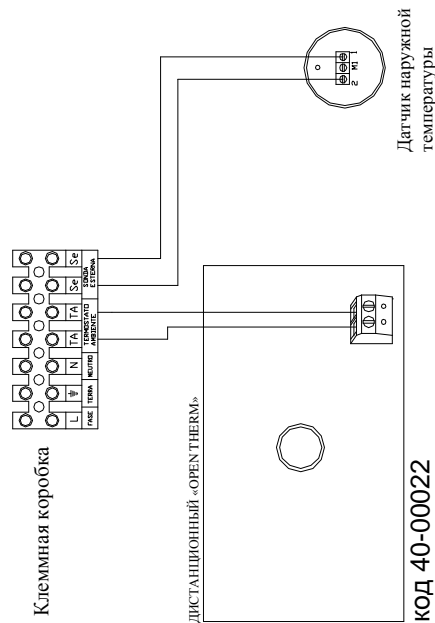 Клеммная коробка
L ⏚ N TA TA Se Se
FASE TERRA NEUTRO TERMOSTATO AMBIENTE SONDA ESTERNA
2 M1 1
Датчик наружной
температуры
ДИСТАНЦИОННЫЙ «OPEN THERM»
код 40-00022